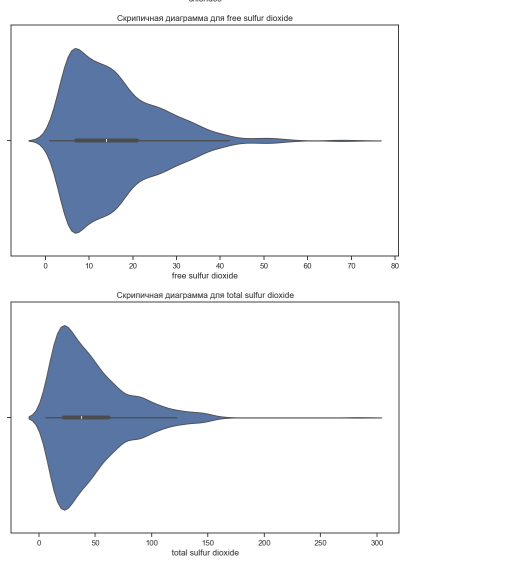 Скрипичная диаграмма для free sulfur dioxide
0 10 20 30 40 50 60 70 80
free sulfur dioxide
Скрипичная диаграмма для total sulfur dioxide
0 50 100 150 200 250 300
total sulfur dioxide